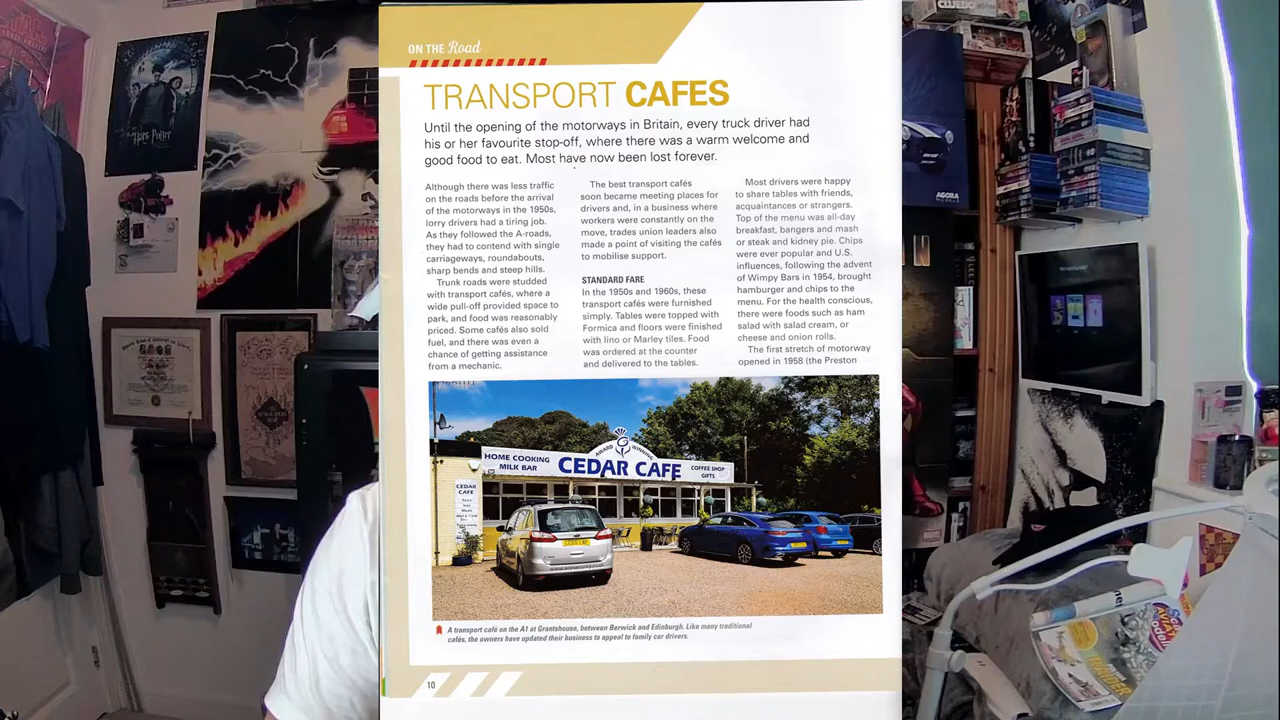 ON THE Road
TRANSPORT CAFES
Until the opening of the motorways in Britain, every truck driver had
his or her favourite stop-off, where there was a warm welcome and
good food to eat. Most have now been lost forever.
Although there was less traffic
on the roads before the arrival
of the motorways in the 1950s,
lorry drivers had a tiring job.
As they followed the A-roads,
they had to contend with single
carriageways, roundabouts,
sharp bends and steep hills.
Trunk roads were studded
with transport cafés, where a
wide pull-off provided space to
park, and food was reasonably
priced. Some cafés also sold
fuel, and there was even a
chance of getting assistance
from a mechanic.
The best transport cafés
soon became meeting places for
drivers and, in a business where
workers were constantly on the
move, trades union leaders also
made a point of visiting the cafés
to mobilise support.
STANDARD FARE
In the 1950s and 1960s, these
transport cafés were furnished
simply. Tables were topped with
Formica and floors were finished
with lino or Marley tiles. Food
was ordered at the counter
and delivered to the tables.
Most drivers were happy
to share tables with friends,
acquaintances or strangers.
Top of the menu was all-day
breakfast, bangers and mash
or steak and kidney pie. Chips
were ever popular and U.S.
influences, following the advent
of Wimpy Bars in 1954, brought
hamburger and chips to the
menu. For the health conscious,
there were foods such as ham
salad with salad cream, or
cheese and onion rolls.
The first stretch of motorway
opened in 1958 (the Preston
AWARD WINNING
HOME COOKING
MILK BAR
CEDAR CAFE
COFFEE SHOP
GIFTS
CEDAR
CAFE
A transport café on the A1 at Grantshouse, between Berwick and Edinburgh. Like many traditional
cafés, the owners have updated their business to appeal to family car drivers.
10
Harry Potter
CLUEDO
AGORA
MODELS